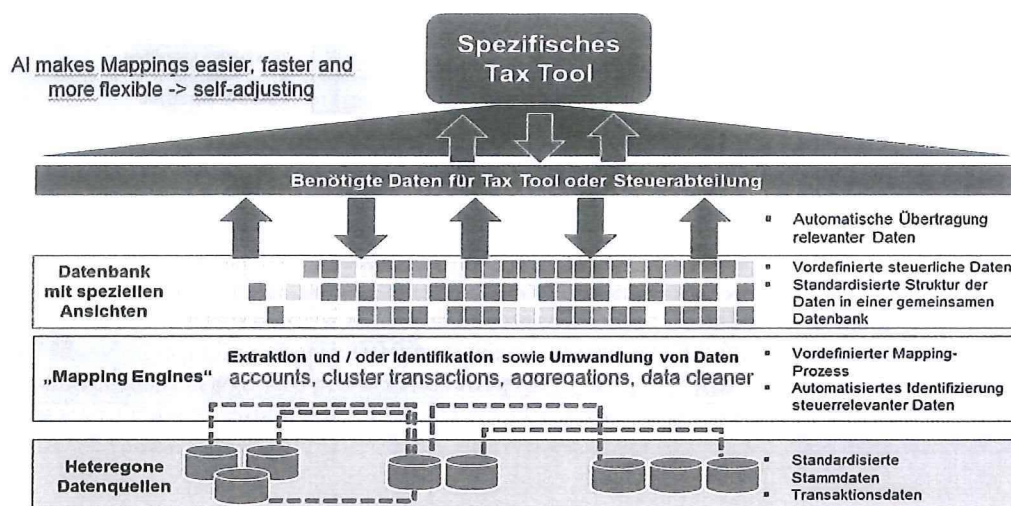 Spezifisches
Tax Tool
AI makes Mappings easier, faster and
more flexible -> self-adjusting
Benötigte Daten für Tax Tool oder Steuerabteilung
▪ Automatische Übertragung
relevanter Daten
Datenbank
mit speziellen
Ansichten
▪ Vordefinierte steuerliche Daten
▪ Standardisierte Struktur der
Daten in einer gemeinsamen
Datenbank
„Mapping Engines“
Extraktion und / oder Identifikation sowie Umwandlung von Daten
accounts, cluster transactions, aggregations, data cleaner
▪ Vordefinierter Mapping-
Prozess
▪ Automatisiertes Identifizierung
steuerrelevanter Daten
Heteregone
Datenquellen
▪ Standardisierte
Stammdaten
▪ Transaktionsdaten